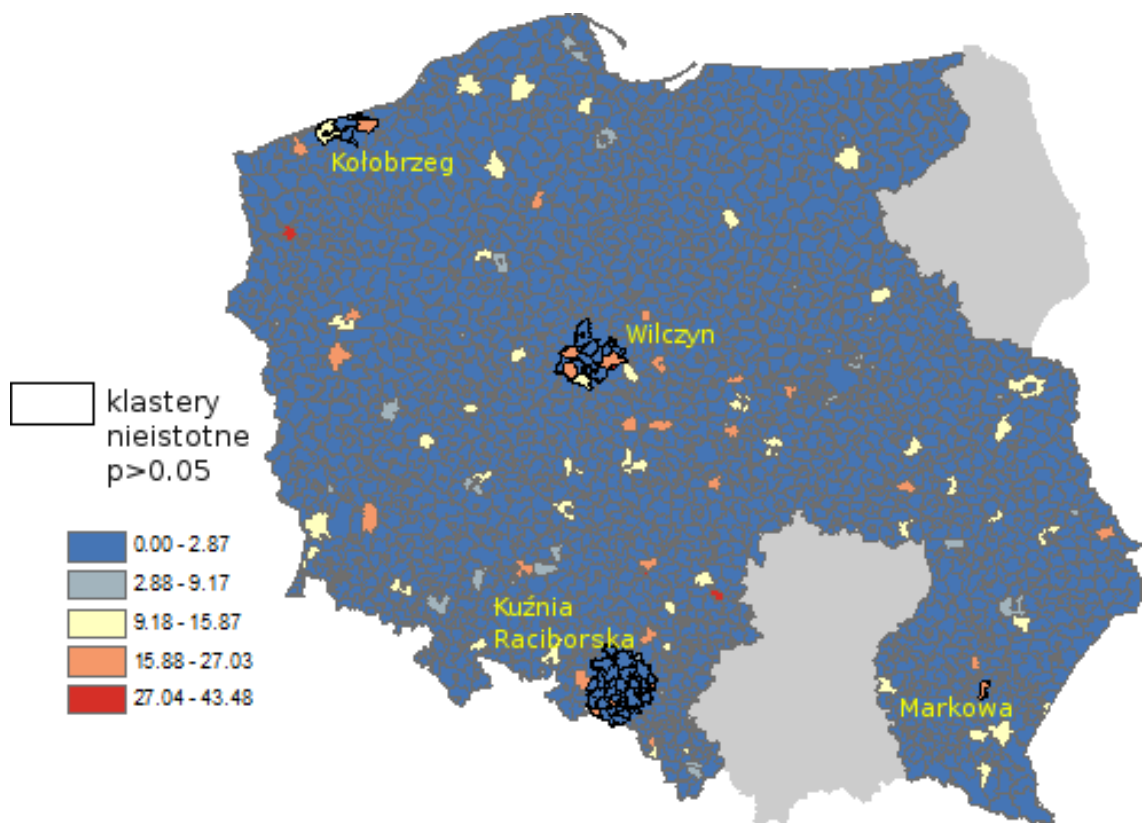 Kołobrzeg
Wilczyn
klastery
nieistotne
p>0.05
0.00 - 2.87
2.88 - 9.17
9.18 - 15.87
15.88 - 27.03
27.04 - 43.48
Kuźnia
Raciborska
Markowa